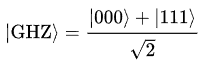 |GHZ⟩ = (|000⟩ + |111⟩) / √2